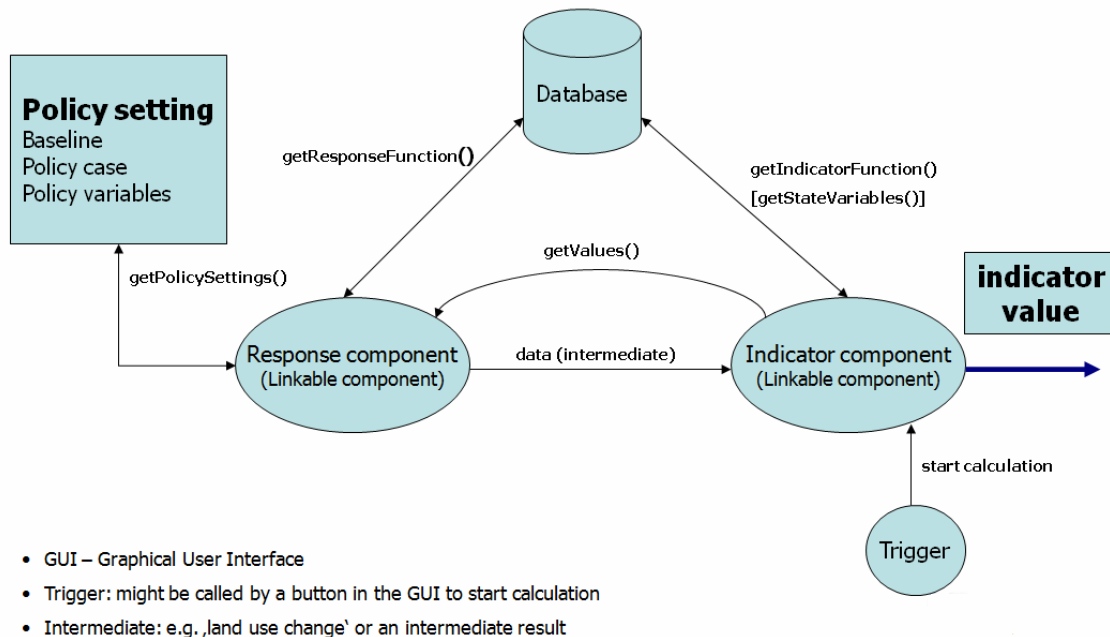 Database
Policy setting
Baseline
Policy case
Policy variables
getResponseFunction()
getIndicatorFunction()
[getStateVariables()]
getValues()
getPolicySettings()
indicator
value
Response component
(Linkable component)
data (intermediate)
Indicator component
(Linkable component)
start calculation
Trigger
• GUI – Graphical User Interface
• Trigger: might be called by a button in the GUI to start calculation
• Intermediate: e.g. ‚land use change‘ or an intermediate result